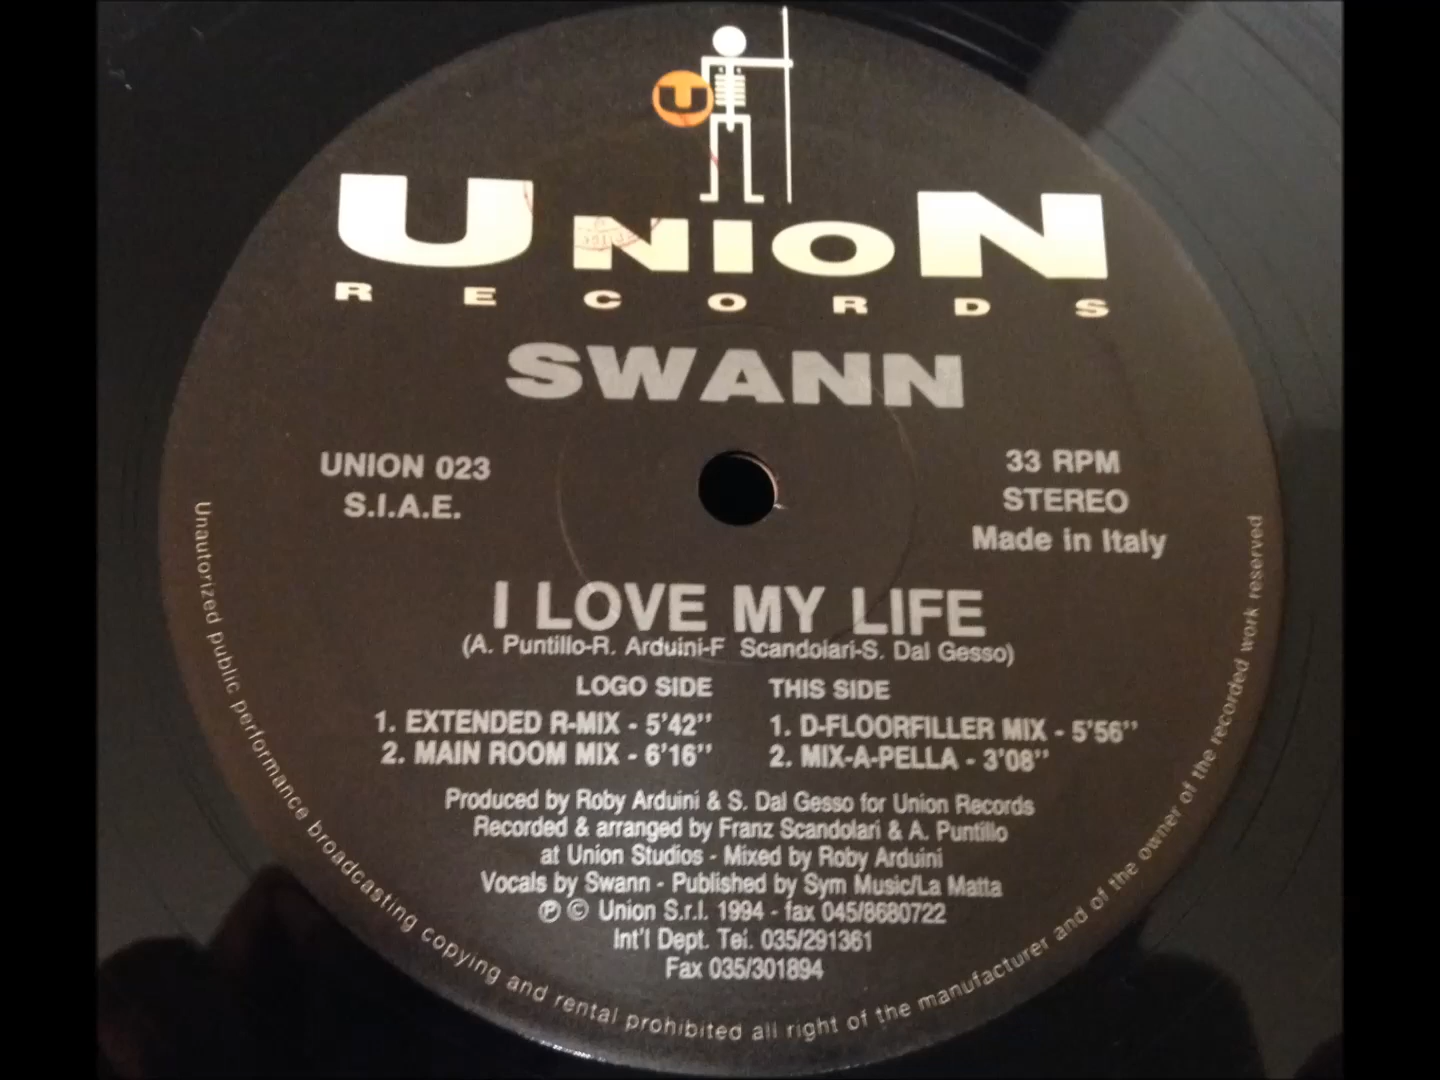 U
UNION
RECORDS
SWANN
UNION 023
S.I.A.E.
33 RPM
STEREO
Made in Italy
I LOVE MY LIFE
(A. Puntillo-R. Arduini-F Scandolari-S. Dal Gesso)
LOGO SIDE
1. EXTENDED R-MIX - 5'42"
2. MAIN ROOM MIX - 6'16"
THIS SIDE
1. D-FLOORFILLER MIX - 5'56"
2. MIX-A-PELLA - 3'08"
Produced by Roby Arduini & S. Dal Gesso for Union Records
Recorded & arranged by Franz Scandolari & A. Puntillo
at Union Studios - Mixed by Roby Arduini
Vocals by Swann - Published by Sym Music/La Matta
℗ © Union S.r.l. 1994 - fax 045/8680722
Int'l Dept. Tel. 035/291361
Fax 035/301894
Unautorized public performance broadcasting copying and rental prohibited all right of the manufacturer and of the owner of the recorded work reserved